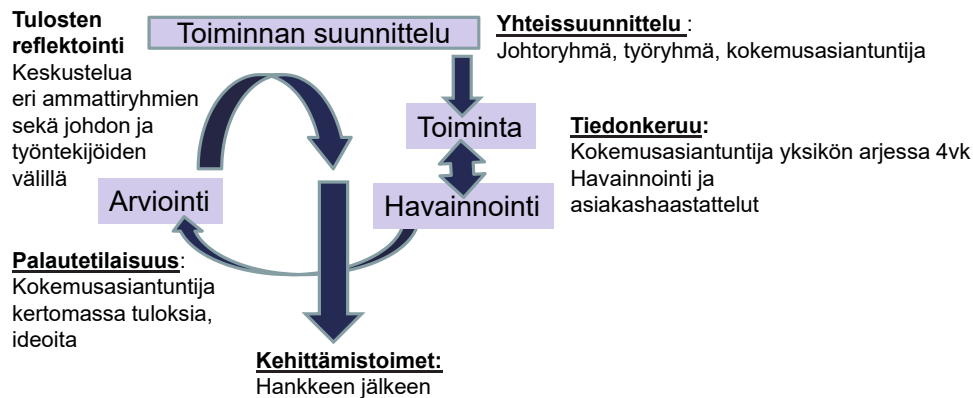 Tulosten
reflektointi
Keskustelua
eri ammattiryhmien
sekä johdon ja
työntekijöiden
välillä
Toiminnan suunnittelu
Yhteissuunnittelu :
Johtoryhmä, työryhmä, kokemusasiantuntija
Toiminta
Tiedonkeruu:
Kokemusasiantuntija yksikön arjessa 4vk
Havainnointi ja
asiakashaastattelut
Arviointi
Havainnointi
Palautetilaisuus:
Kokemusasiantuntija
kertomassa tuloksia,
ideoita
Kehittämistoimet:
Hankkeen jälkeen